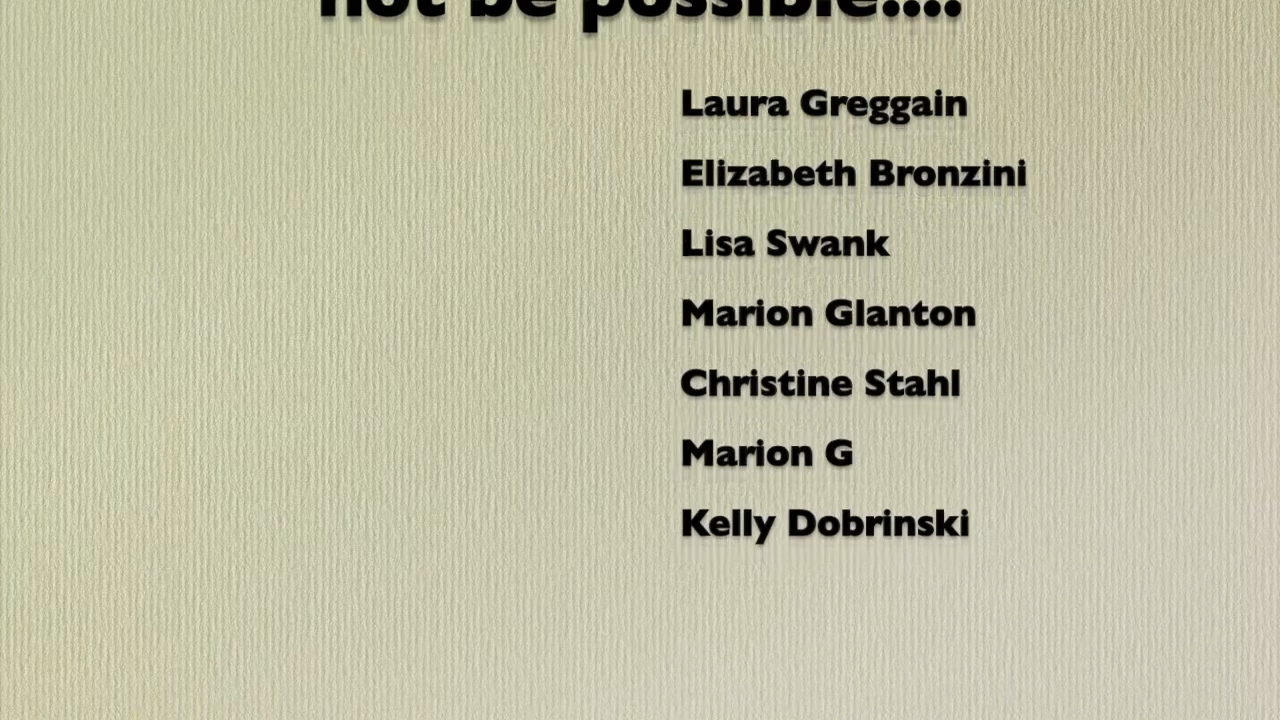 not be possible....
Laura Greggain
Elizabeth Bronzini
Lisa Swank
Marion Glanton
Christine Stahl
Marion G
Kelly Dobrinski